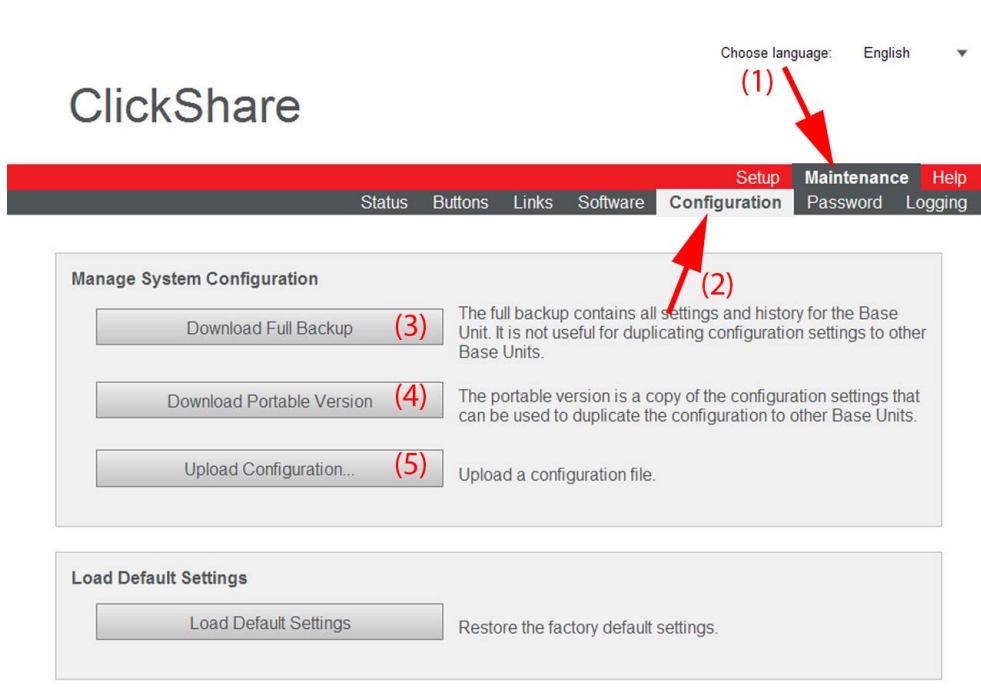 Choose language: English
(1)
ClickShare
Setup Maintenance Help
Status Buttons Links Software Configuration Password Logging
(2)
Manage System Configuration
Download Full Backup (3)
The full backup contains all settings and history for the Base
Unit. It is not useful for duplicating configuration settings to other
Base Units.
Download Portable Version (4)
The portable version is a copy of the configuration settings that
can be used to duplicate the configuration to other Base Units.
Upload Configuration... (5)
Upload a configuration file.
Load Default Settings
Load Default Settings
Restore the factory default settings.